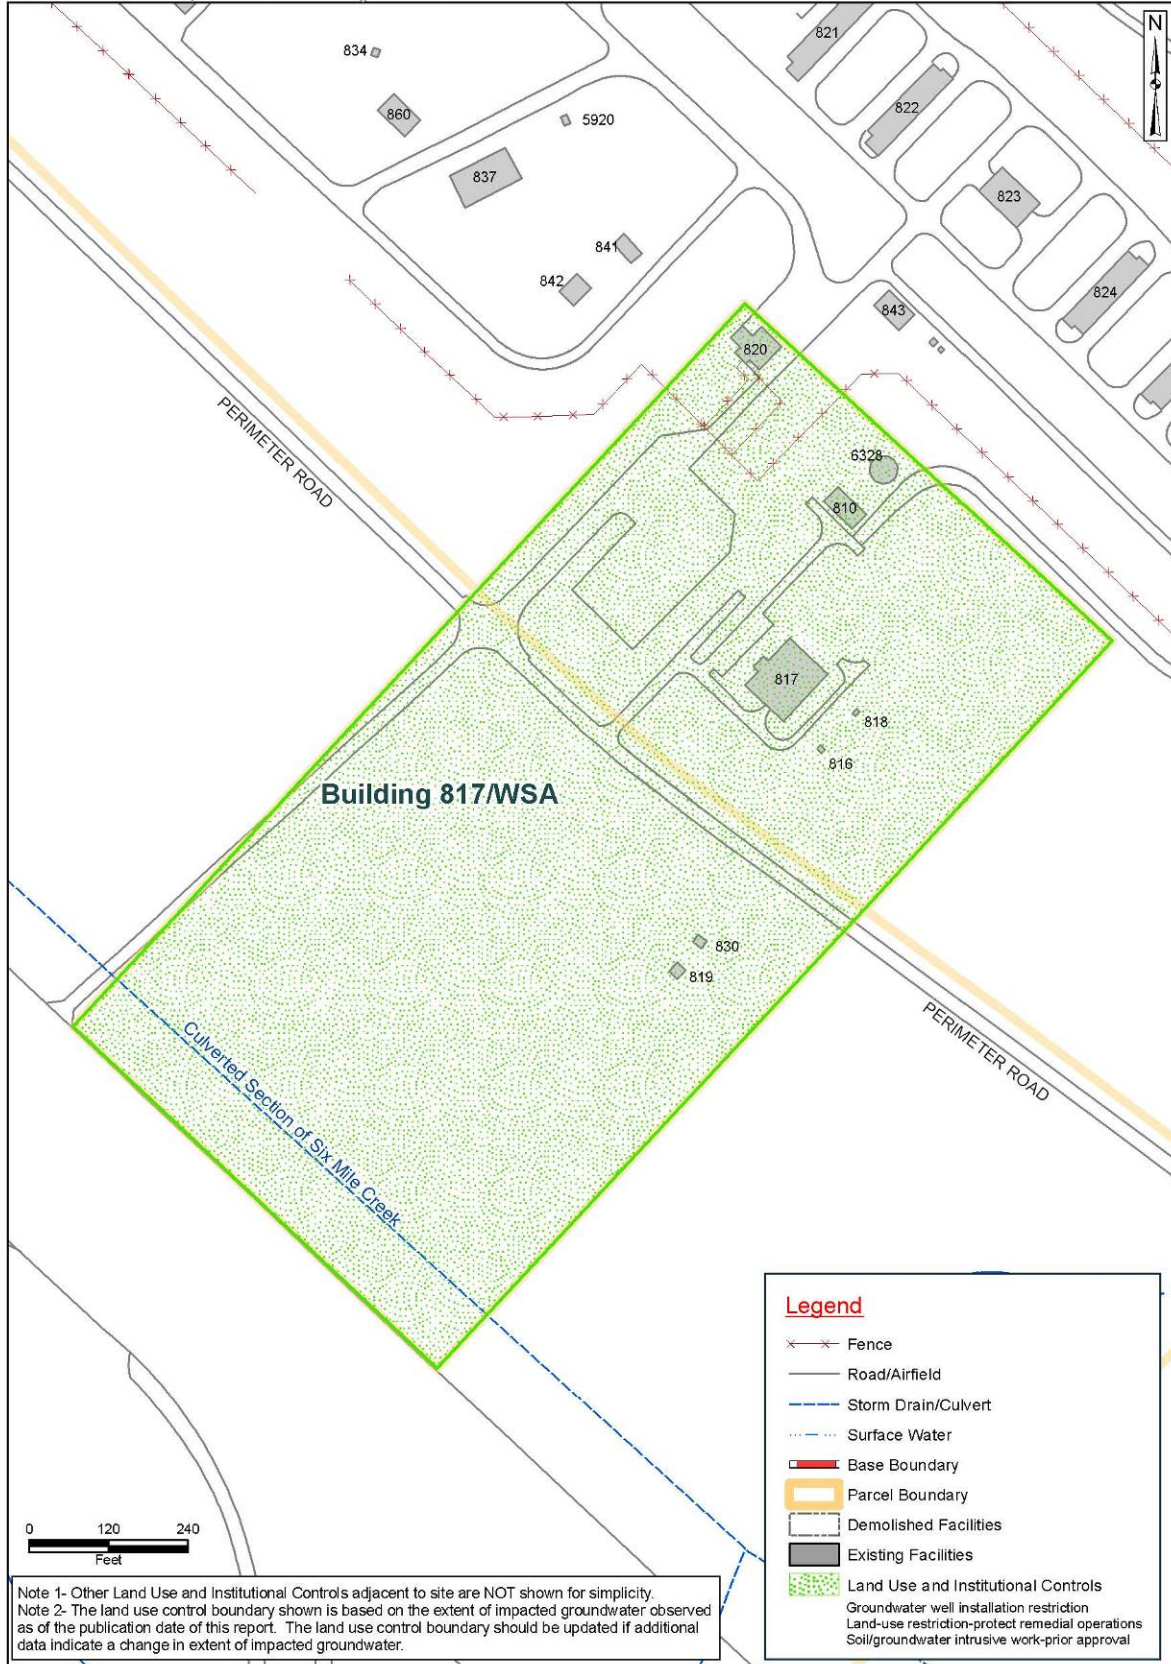 N
821
834
822
860
5920
837
823
841
842
824
843
820
PERIMETER ROAD
6328
810
817
818
816
Building 817/WSA
830
819
PERIMETER ROAD
Culverted Section of Six Mile Creek
Legend
Fence
Road/Airfield
Storm Drain/Culvert
Surface Water
Base Boundary
Parcel Boundary
Demolished Facilities
Existing Facilities
Land Use and Institutional Controls
Groundwater well installation restriction
Land-use restriction-protect remedial operations
Soil/groundwater intrusive work-prior approval
0 120 240
Feet
Note 1- Other Land Use and Institutional Controls adjacent to site are NOT shown for simplicity.
Note 2- The land use control boundary shown is based on the extent of impacted groundwater observed
as of the publication date of this report.  The land use control boundary should be updated if additional
data indicate a change in extent of impacted groundwater.